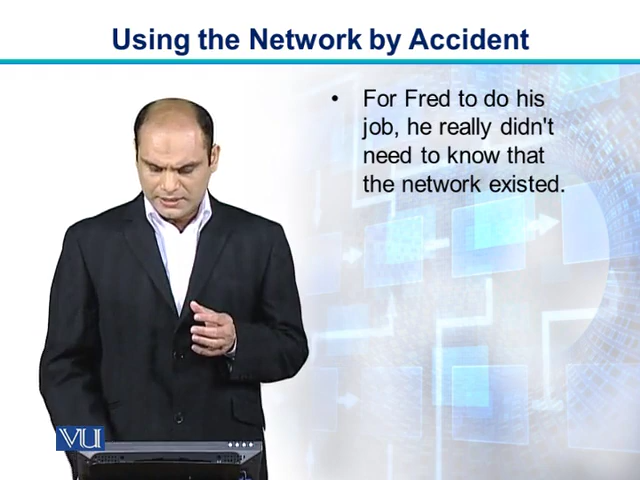 Using the Network by Accident
• For Fred to do his
job, he really didn't
need to know that
the network existed.
VU